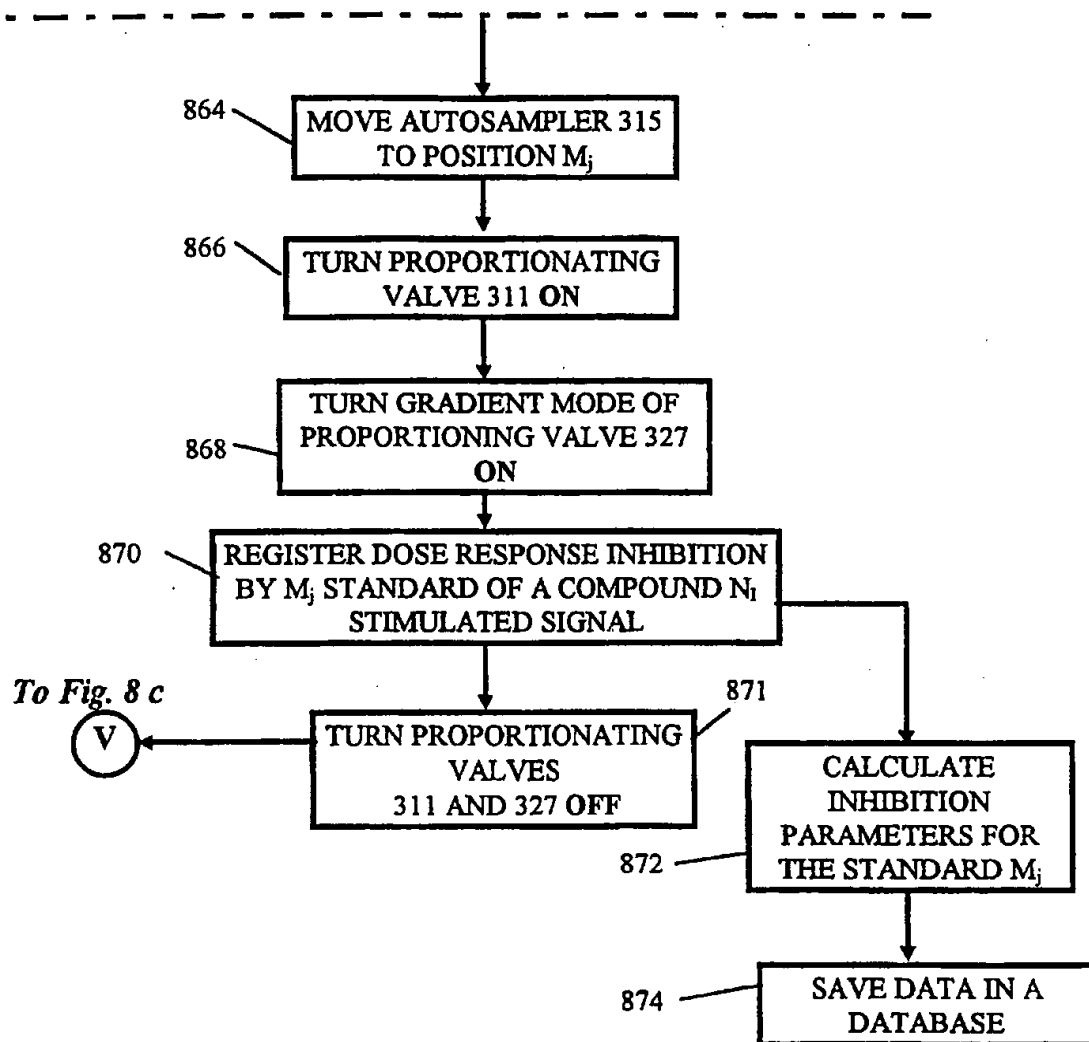 864
MOVE AUTOSAMPLER 315
TO POSITION Mj
866
TURN PROPORTIONATING
VALVE 311 ON
868
TURN GRADIENT MODE OF
PROPORTIONING VALVE 327
ON
870
REGISTER DOSE RESPONSE INHIBITION
BY Mj STANDARD OF A COMPOUND NI
STIMULATED SIGNAL
To Fig. 8 c
V
871
TURN PROPORTIONATING
VALVES
311 AND 327 OFF
872
CALCULATE
INHIBITION
PARAMETERS FOR
THE STANDARD Mj
874
SAVE DATA IN A
DATABASE